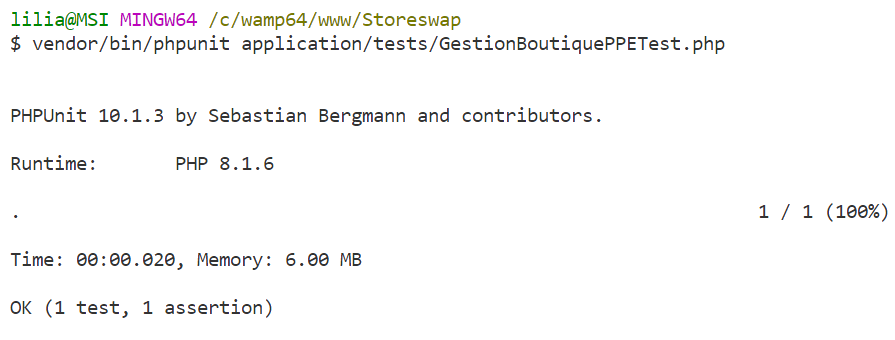 lilia@MSI MINGW64 /c/wamp64/www/Storeswap
$ vendor/bin/phpunit application/tests/GestionBoutiquePPETest.php
PHPUnit 10.1.3 by Sebastian Bergmann and contributors.
Runtime:       PHP 8.1.6
.                                                                   1 / 1 (100%)
Time: 00:00.020, Memory: 6.00 MB
OK (1 test, 1 assertion)